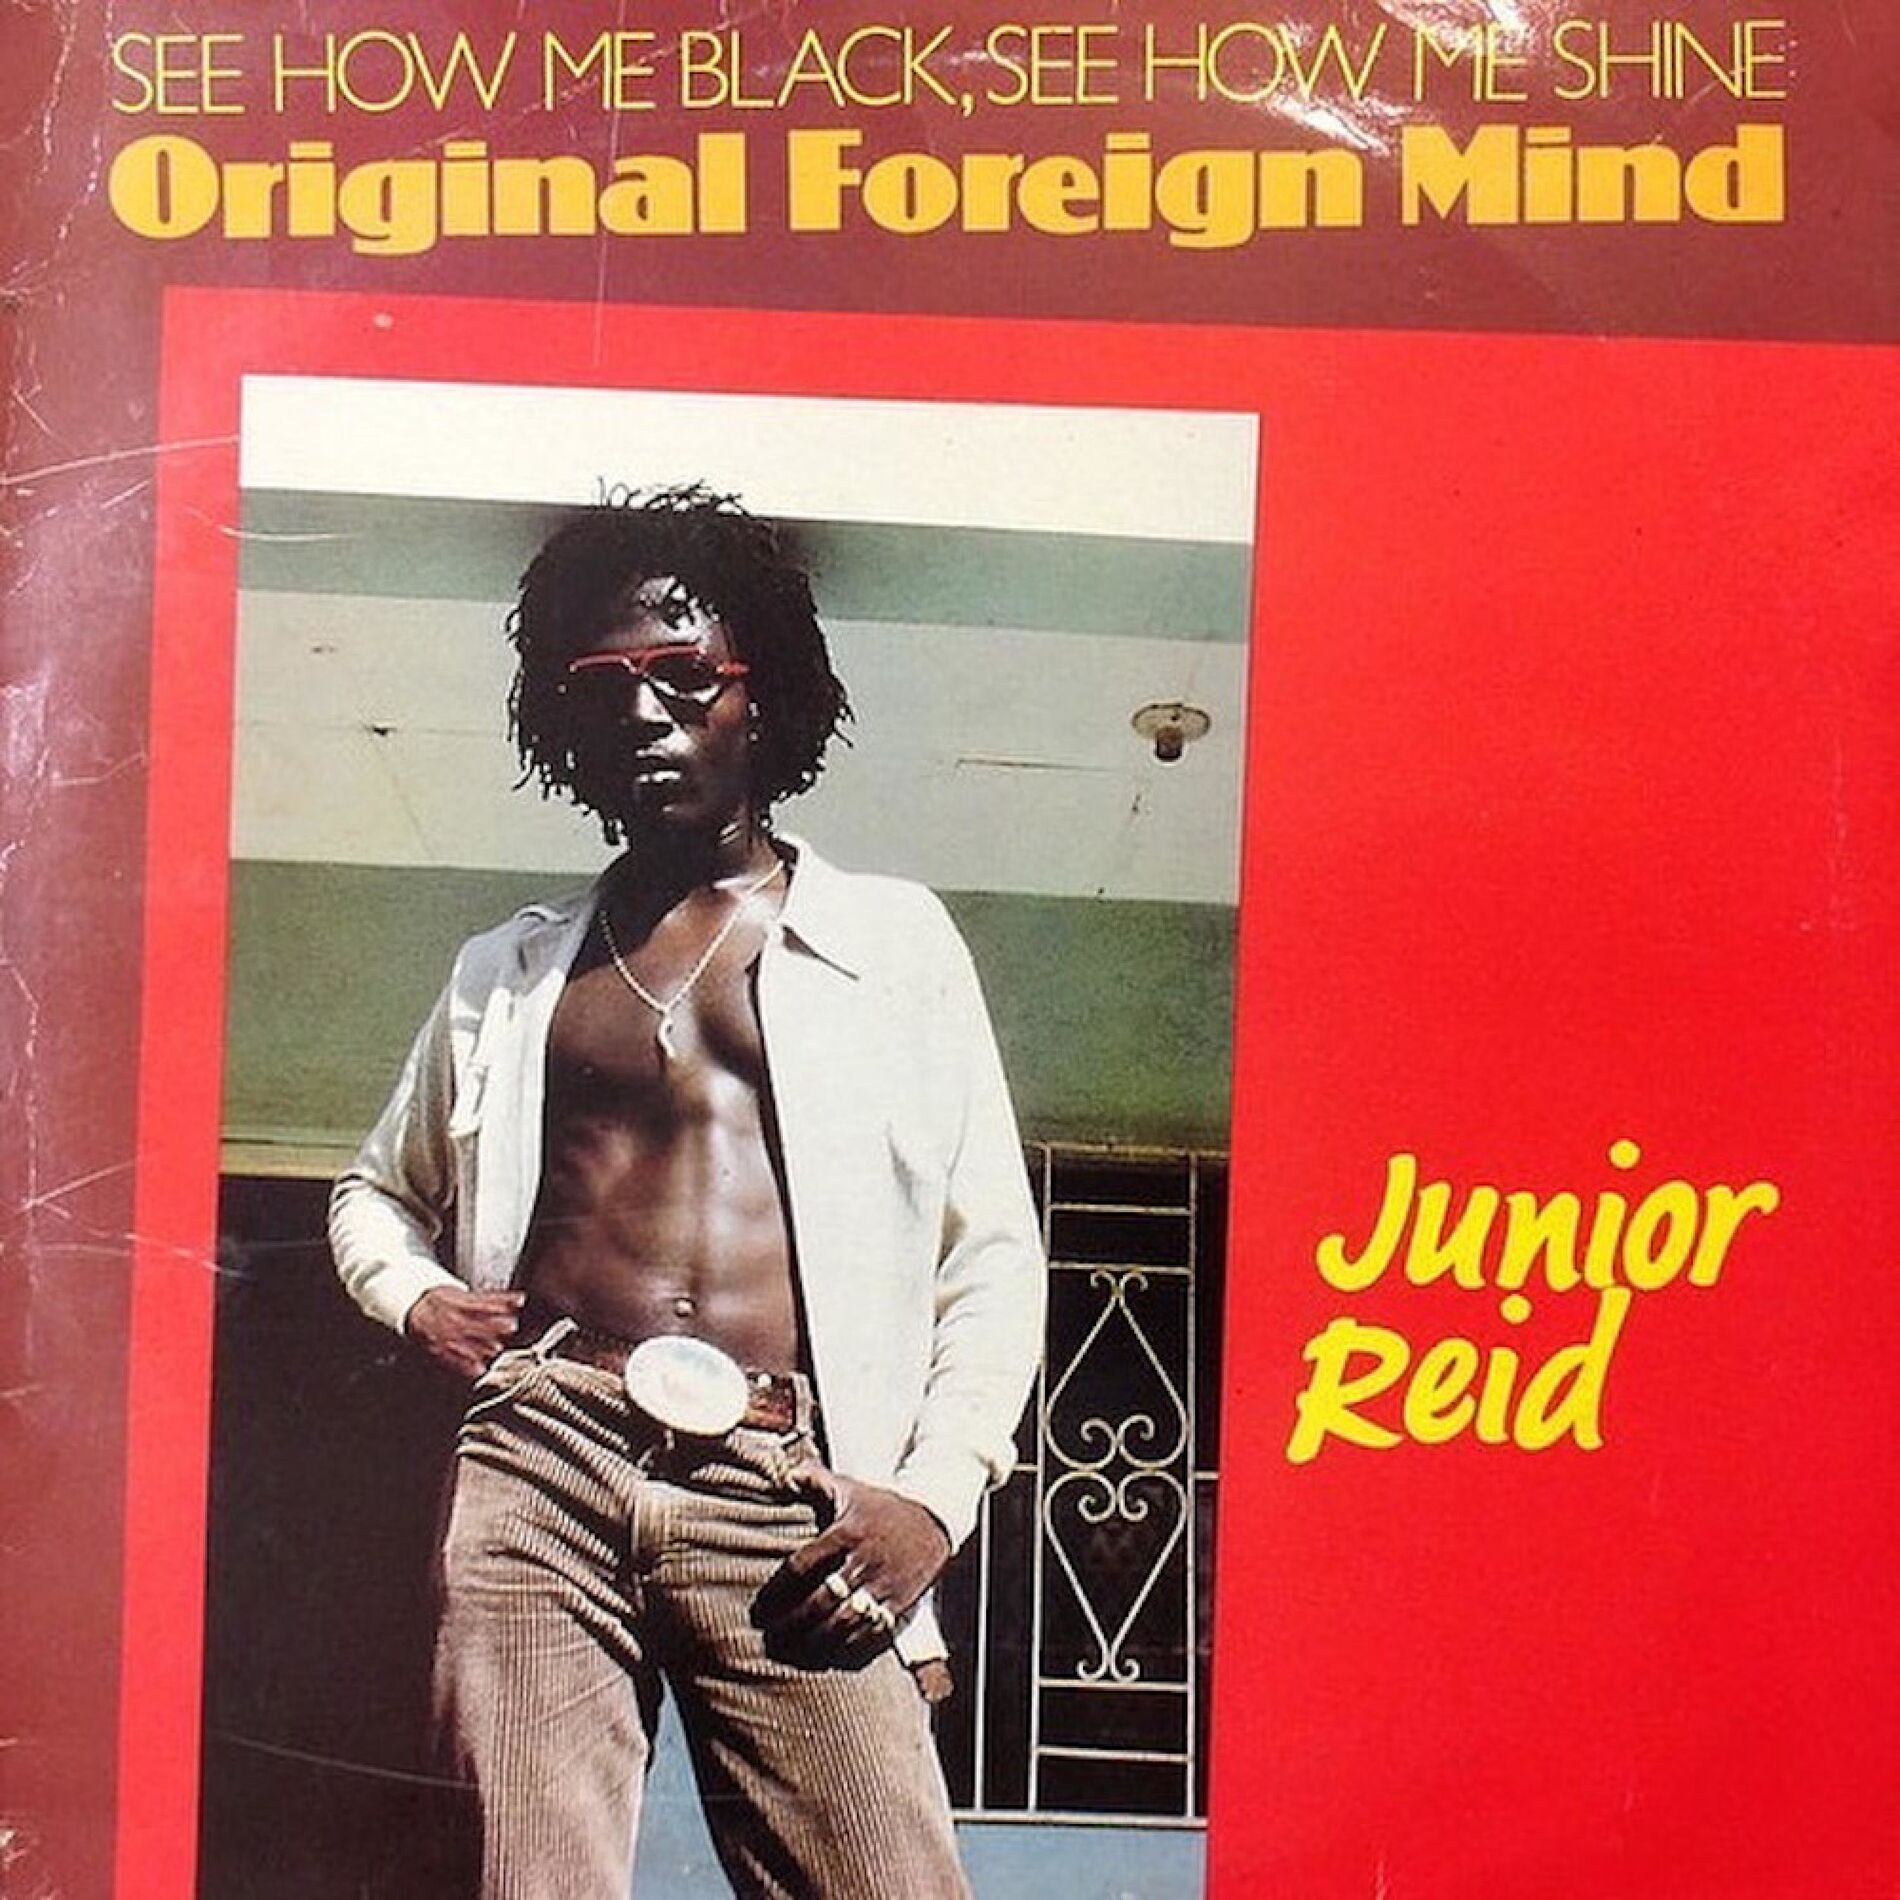 SEE HOW ME BLACK, SEE HOW ME SHINE
Original Foreign Mind
Junior
Reid